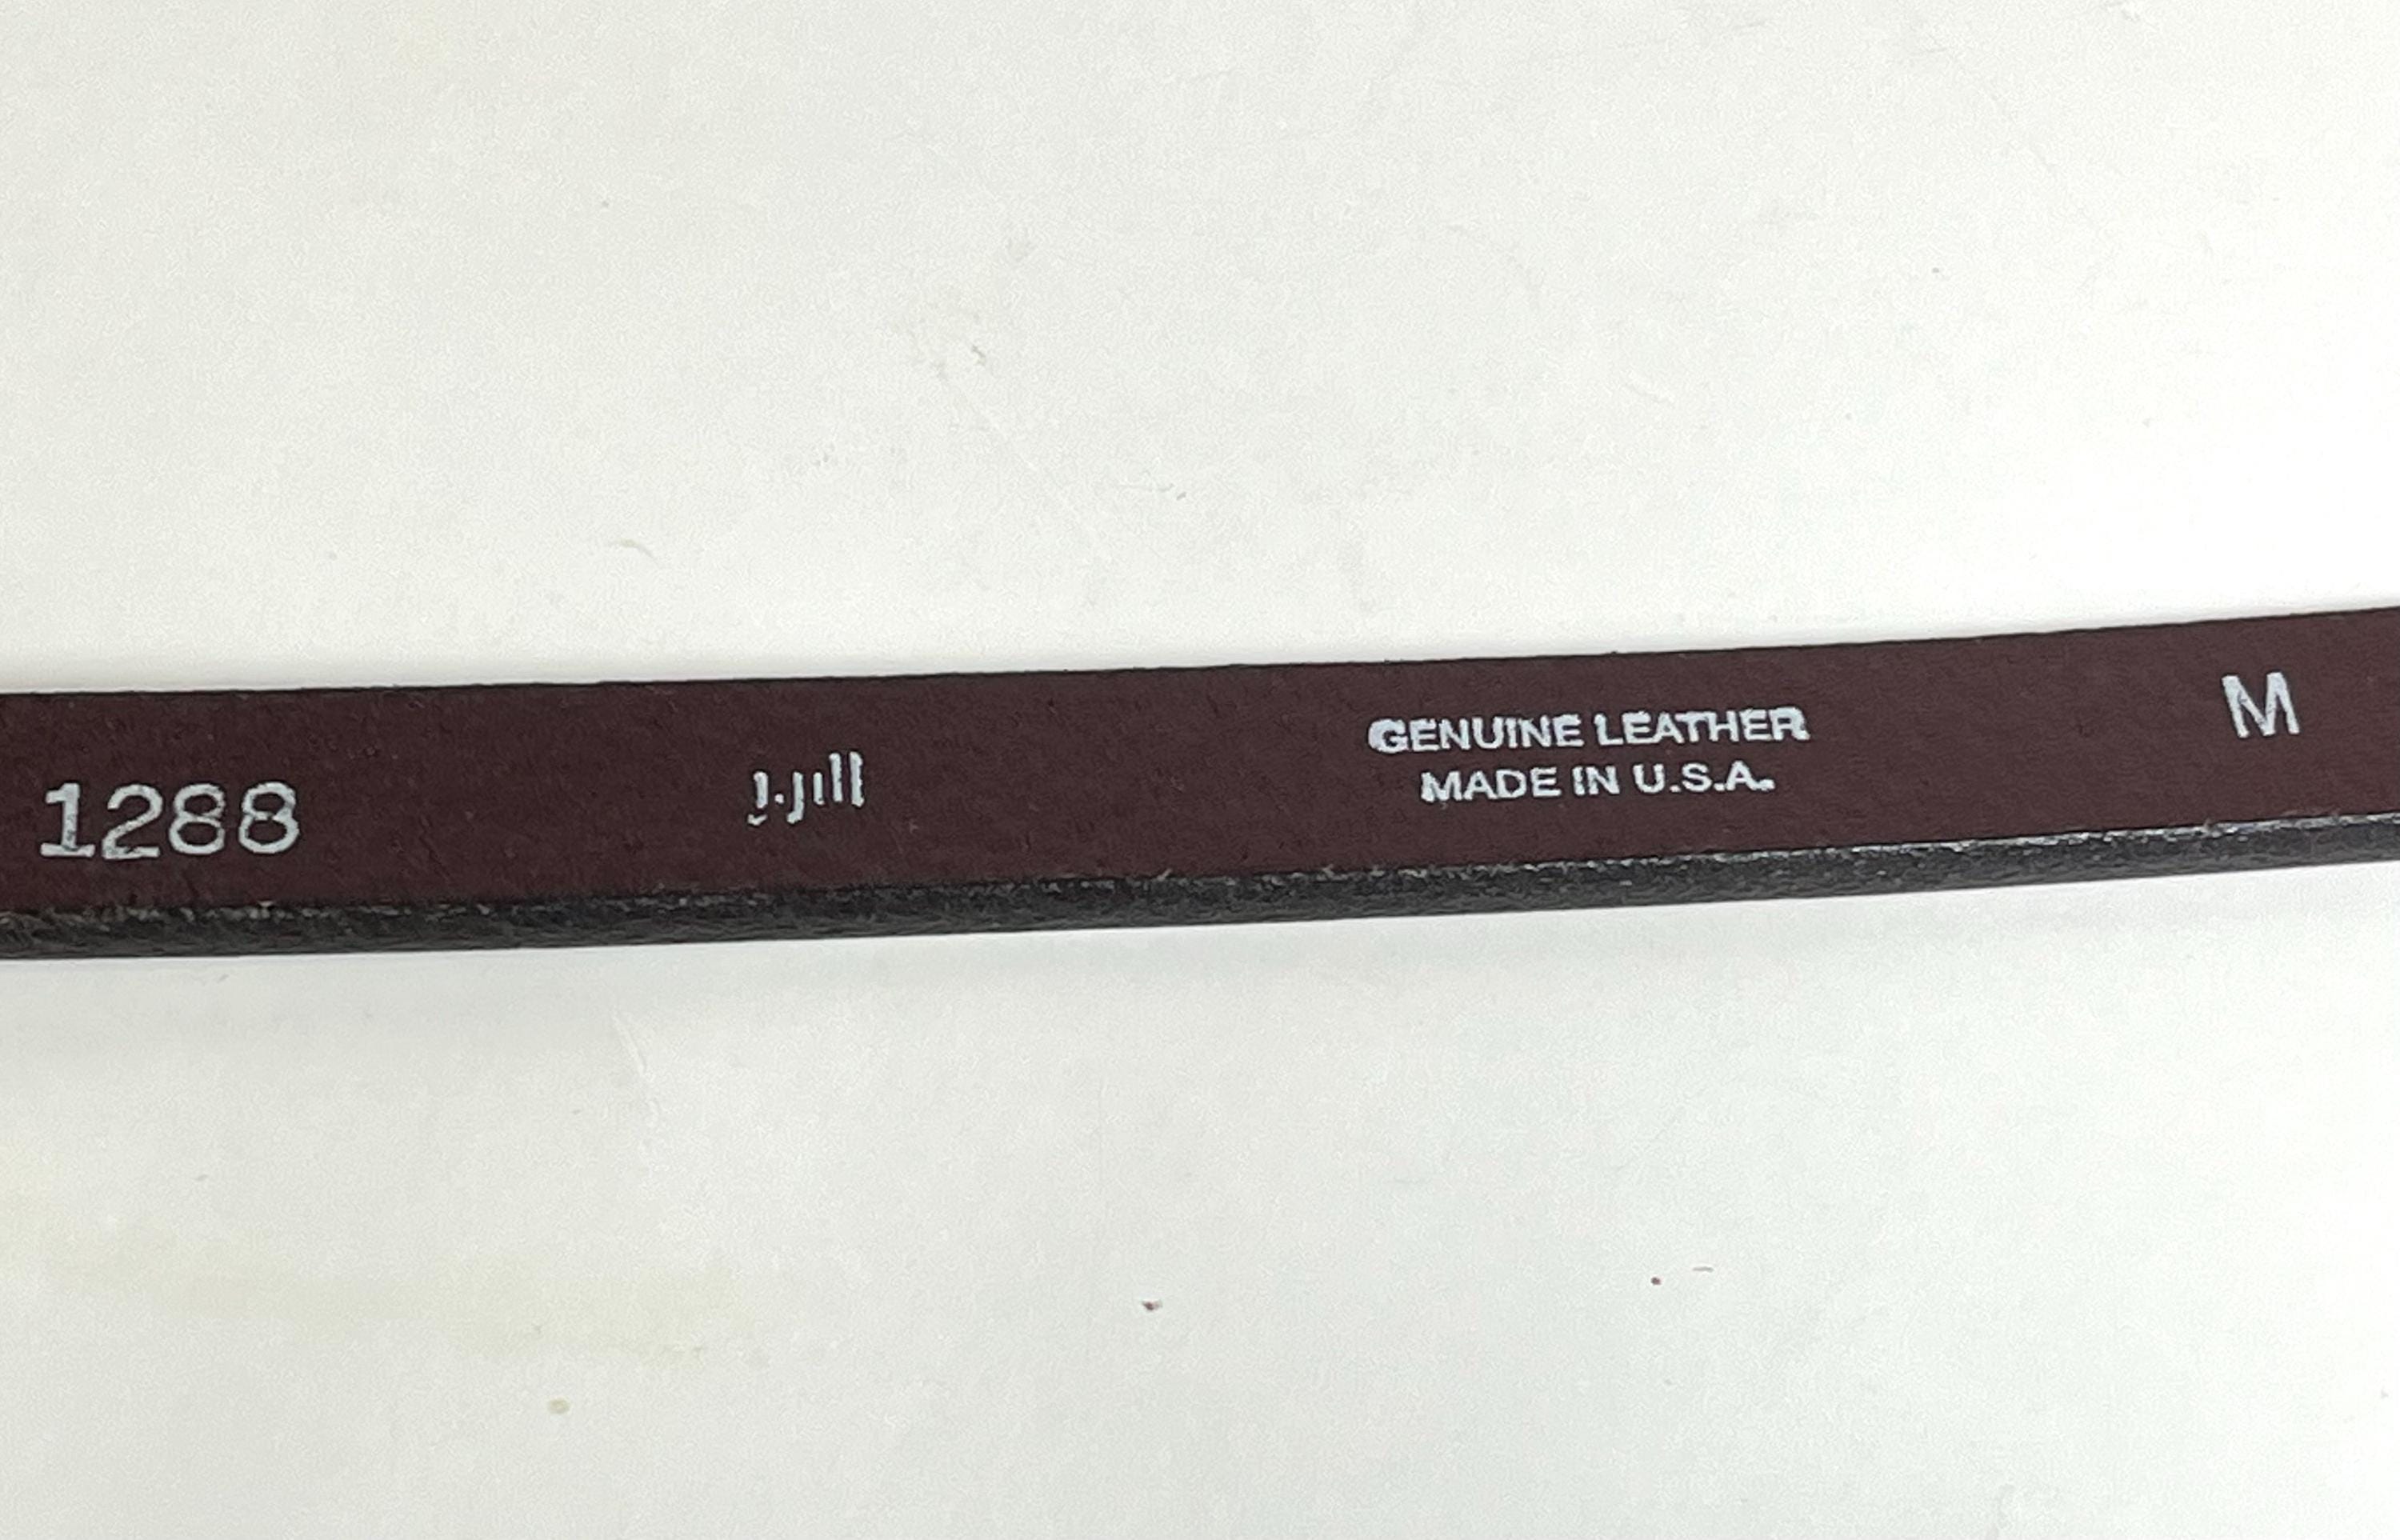 1288
j.jill
GENUINE LEATHER
MADE IN U.S.A.
M